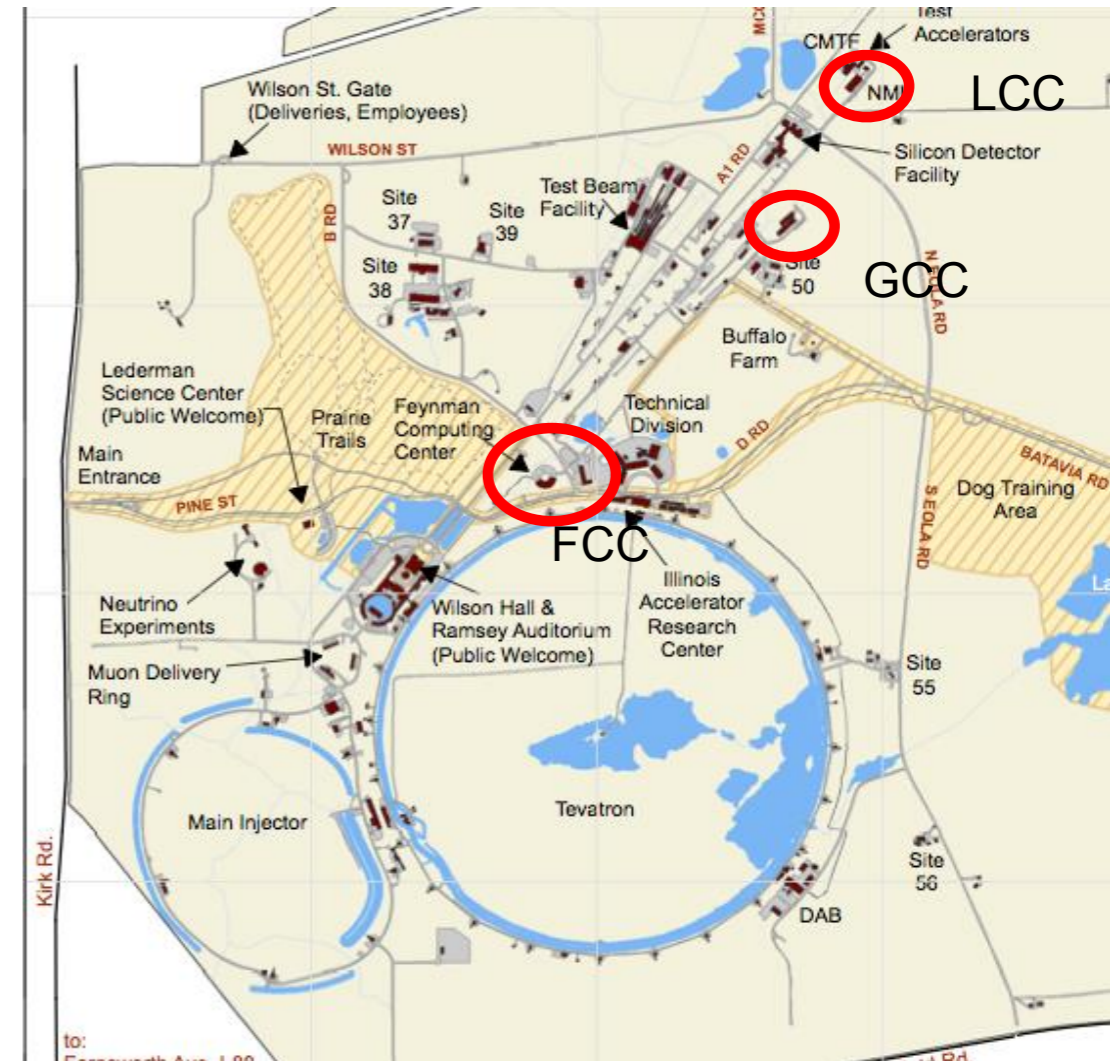 Test
Accelerators
CMTF
NML
LCC
Wilson St. Gate
(Deliveries, Employees)
WILSON ST
A1 RD
Silicon Detector
Facility
Test Beam
Facility
Site
37
Site
39
B RD
Site
38
Site
50
GCC
N EOLA RD
Buffalo
Farm
Lederman
Science Center
(Public Welcome)
Prairie
Trails
Feynman
Computing
Center
Technical
Division
D RD
BATAVIA RD
Main
Entrance
PINE ST
Dog Training
Area
S EOLA RD
FCC
Illinois
Accelerator
Research
Center
Neutrino
Experiments
Wilson Hall &
Ramsey Auditorium
(Public Welcome)
Muon Delivery
Ring
Site
55
Main Injector
Tevatron
Kirk Rd.
Site
56
DAB
to:
Rd